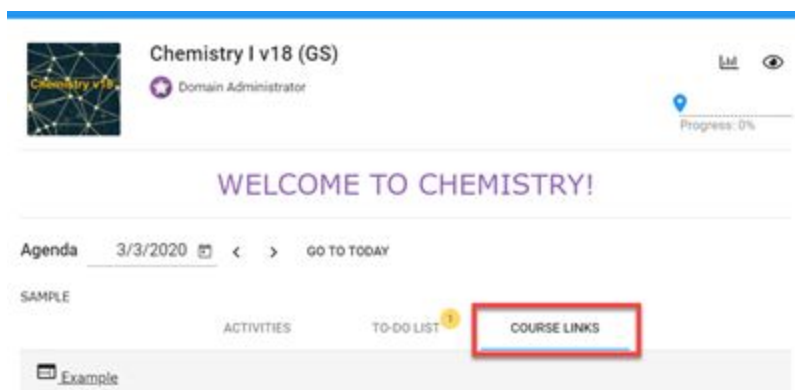 Chemistry I v18 (GS)
Chemistry v18
Domain Administrator
Progress: 0%
WELCOME TO CHEMISTRY!
Agenda 3/3/2020 < > GO TO TODAY
SAMPLE
ACTIVITIES TO-DO LIST 1 COURSE LINKS
Example